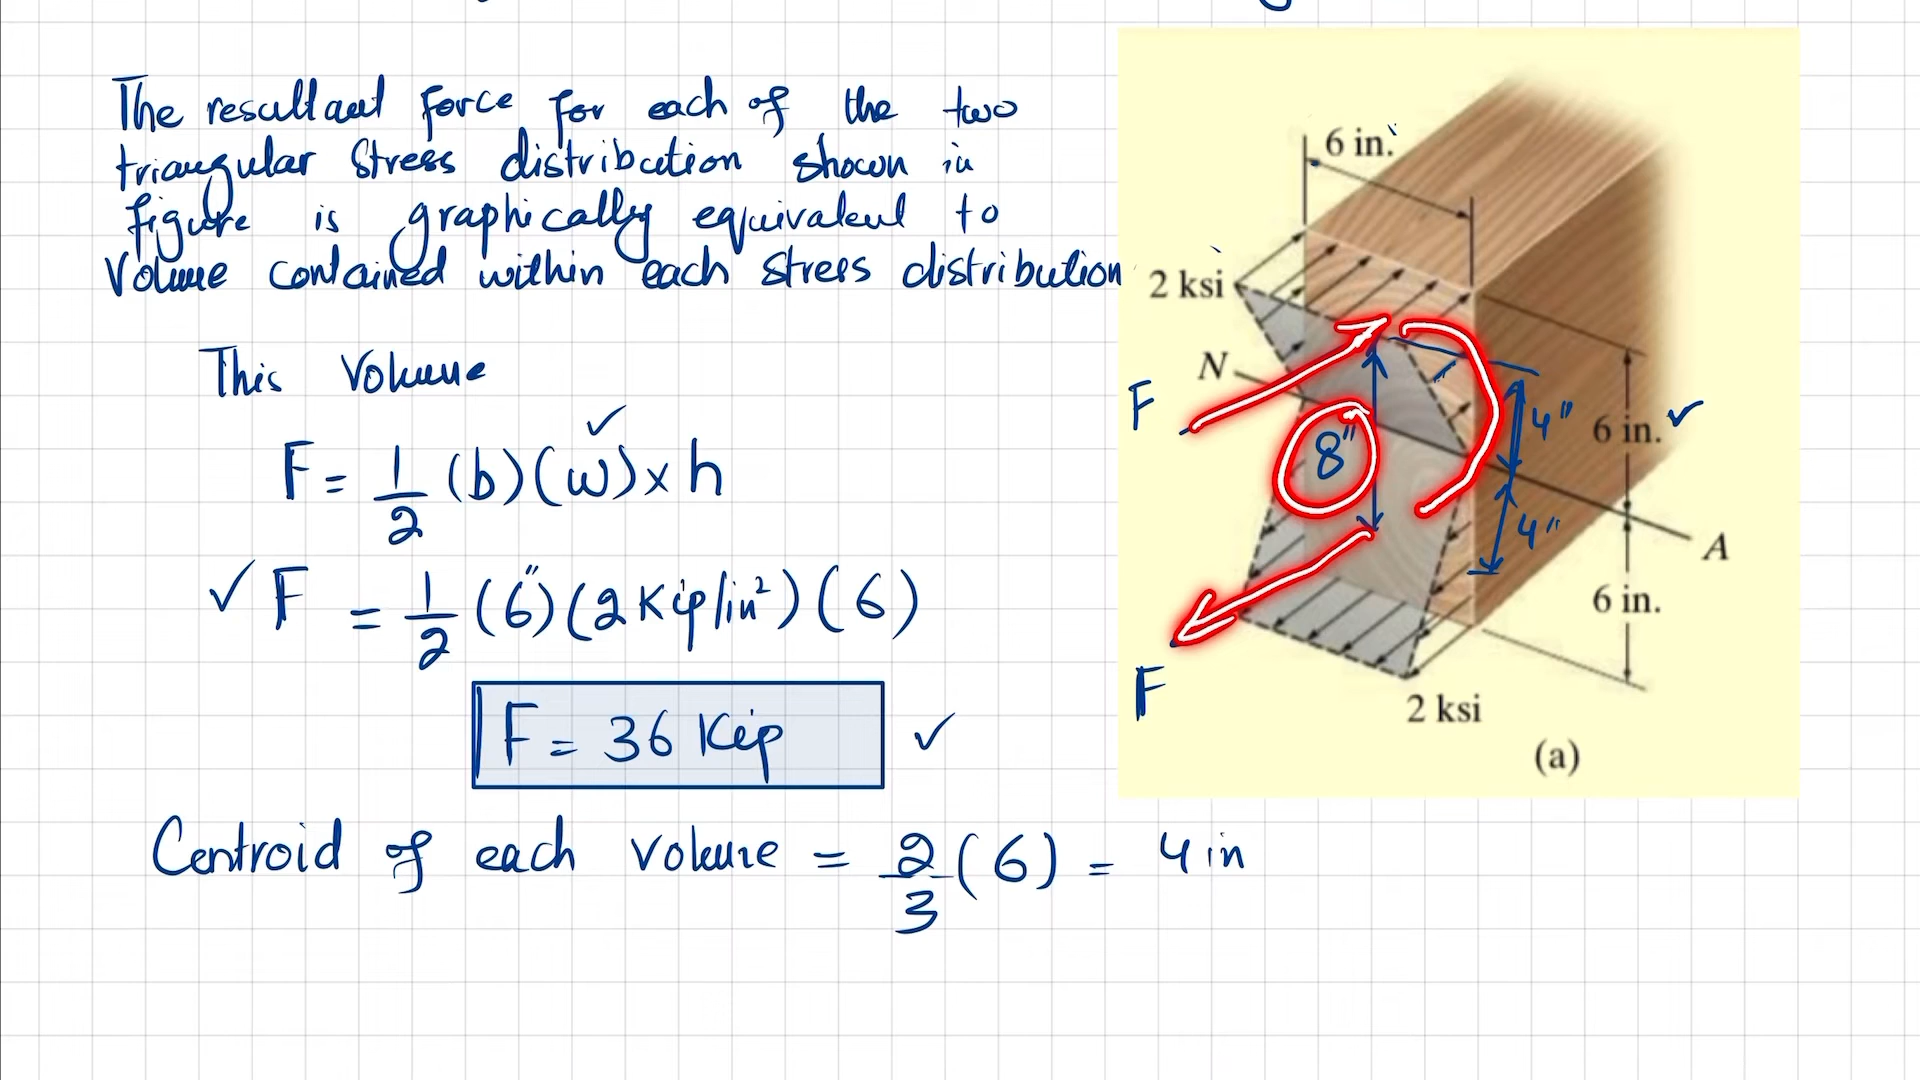 The resultant force for each of the two
triangular stress distribution shown in
figure is graphically equivalent to
Volume contained within each stress distribution
This Volume
F = 1/2 (b)(w) x h
✓ F = 1/2 (6")(2 Kip/in²)(6)
F = 36 Kip ✓
Centroid of each volume = 2/3 (6) = 4 in
6 in.
2 ksi
N
F
8"
4"
6 in. ✓
4"
A
6 in.
F
2 ksi
(a)